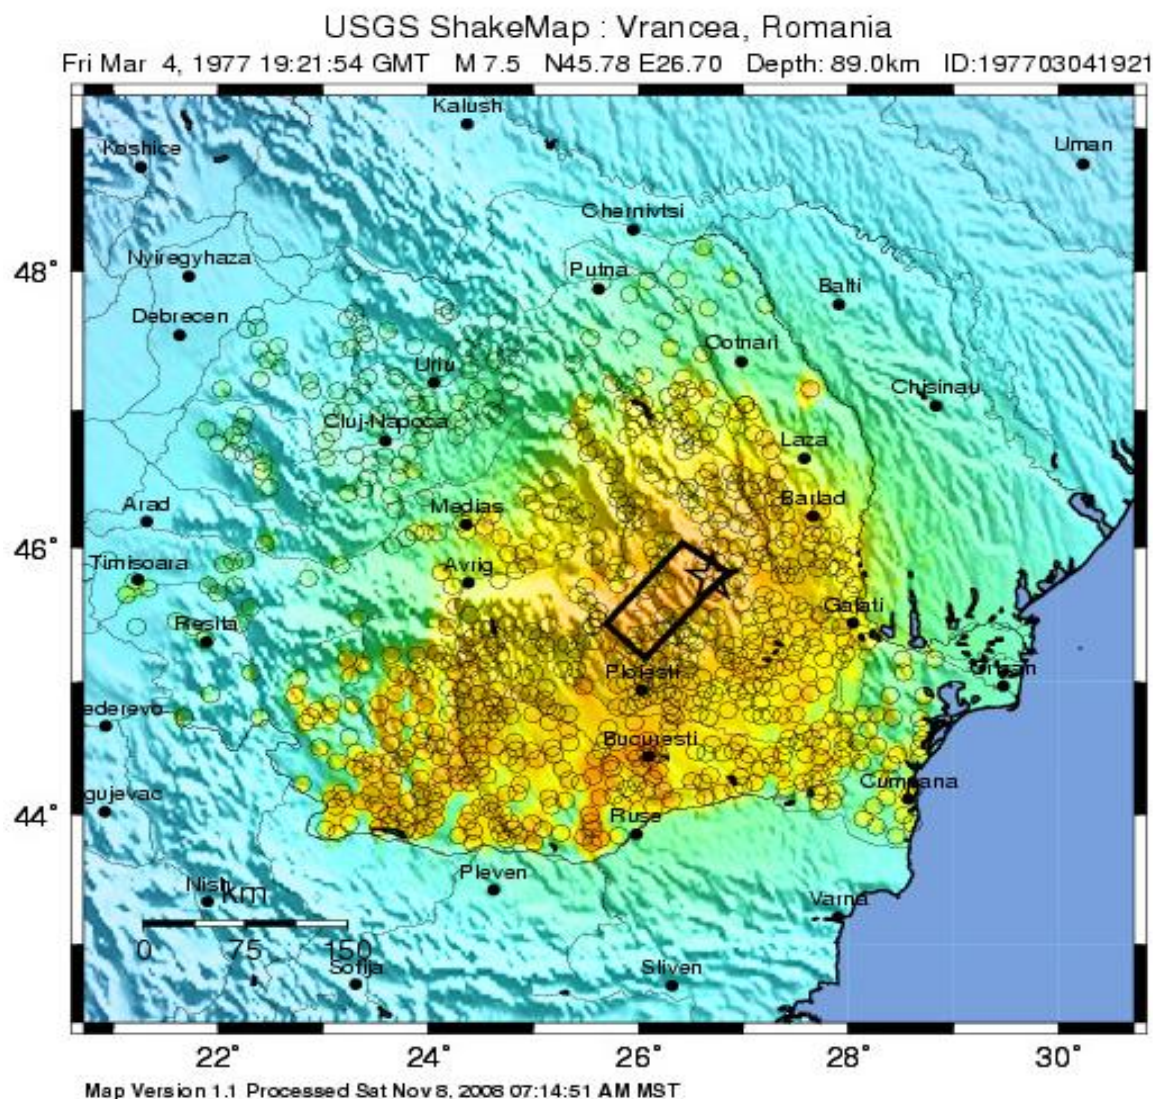 USGS ShakeMap : Vrancea, Romania
Fri Mar 4, 1977 19:21:54 GMT M 7.5 N45.78 E26.70 Depth: 89.0km ID:197703041921
Kalush
Koshice
Uman
Chernivtsi
Nyiregyhaza
48°
Putna
Balti
Debrecen
Cotnari
Urlu
Chisinau
Cluj-Napoca
Laza
Arad
Medias
Barlad
46°
Timisoara
Avrig
Galati
Resita
Ploiesti
ederevo
Bucuresti
Cumpana
gujevac
44°
Ruse
Pleven
Nish
km
Varna
0 75 150
Sofija
Sliven
22° 24° 26° 28° 30°
Map Version 1.1 Processed Sat Nov 8, 2008 07:14:51 AM MST